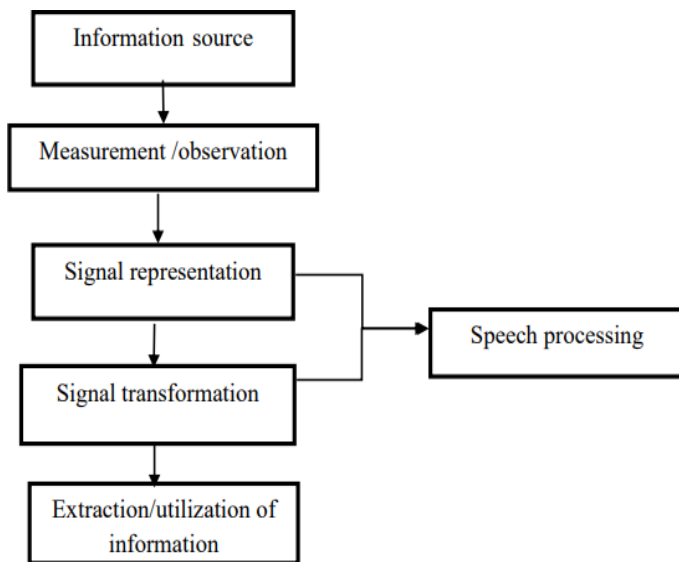 Information source
Measurement /observation
Signal representation
Speech processing
Signal transformation
Extraction/utilization of
information